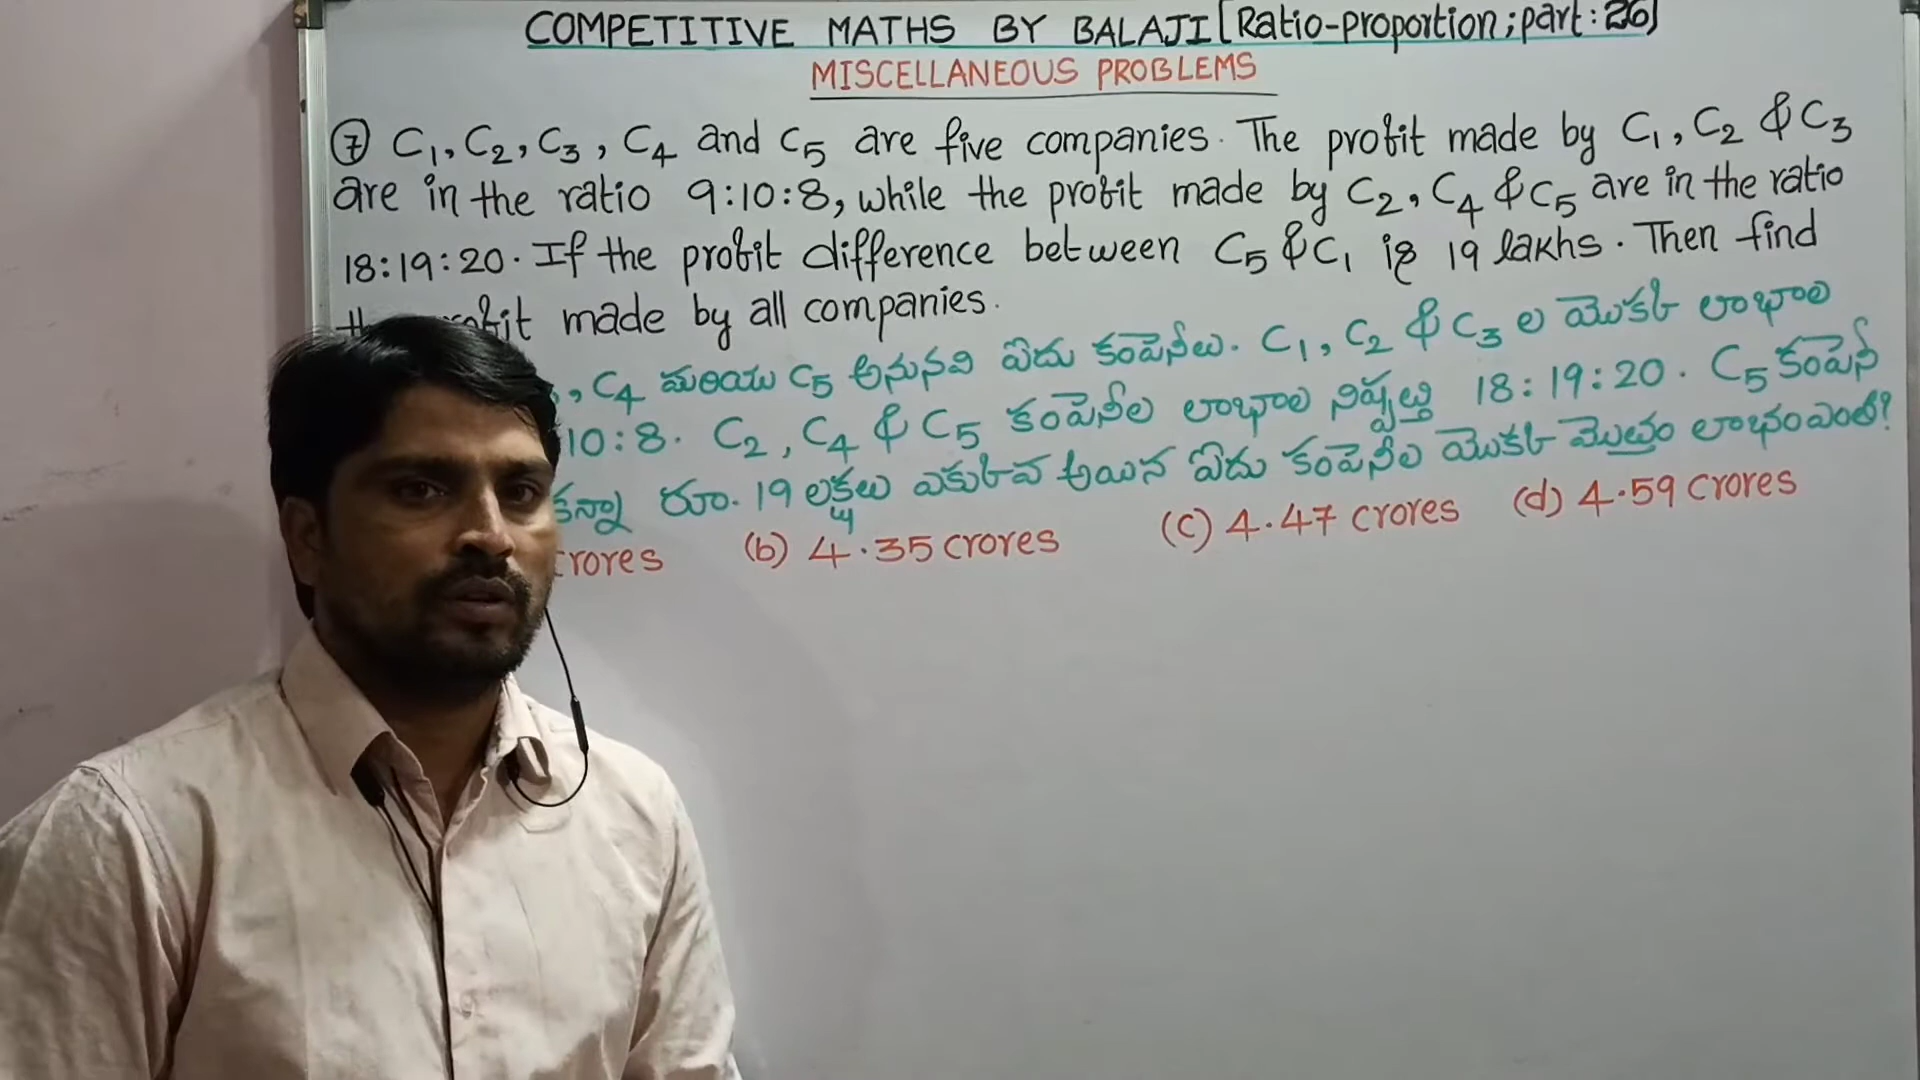 COMPETITIVE MATHS BY BALAJI [Ratio-proportion; part: 26]
MISCELLANEOUS PROBLEMS
⑦ C1, C2, C3, C4 and C5 are five companies. The profit made by C1, C2 & C3
are in the ratio 9:10:8, while the profit made by C2, C4 & C5 are in the ratio
18:19:20. If the profit difference between C5 & C1 is 19 lakhs. Then find
made by all companies.
, C4 మరియు C5 అనునవి ఐదు కంపెనీలు. C1, C2 & C3 ల యొక్క లాభాల
10:8. C2, C4 & C5 కంపెనీల లాభాల నిష్పత్తి 18:19:20. C5 కంపెనీ
కన్నా రూ. 19 లక్షలు ఎక్కువ అయిన ఐదు కంపెనీల యొక్క మొత్తం లాభం ఎంత?
crores (b) 4.35 crores (c) 4.47 crores (d) 4.59 crores